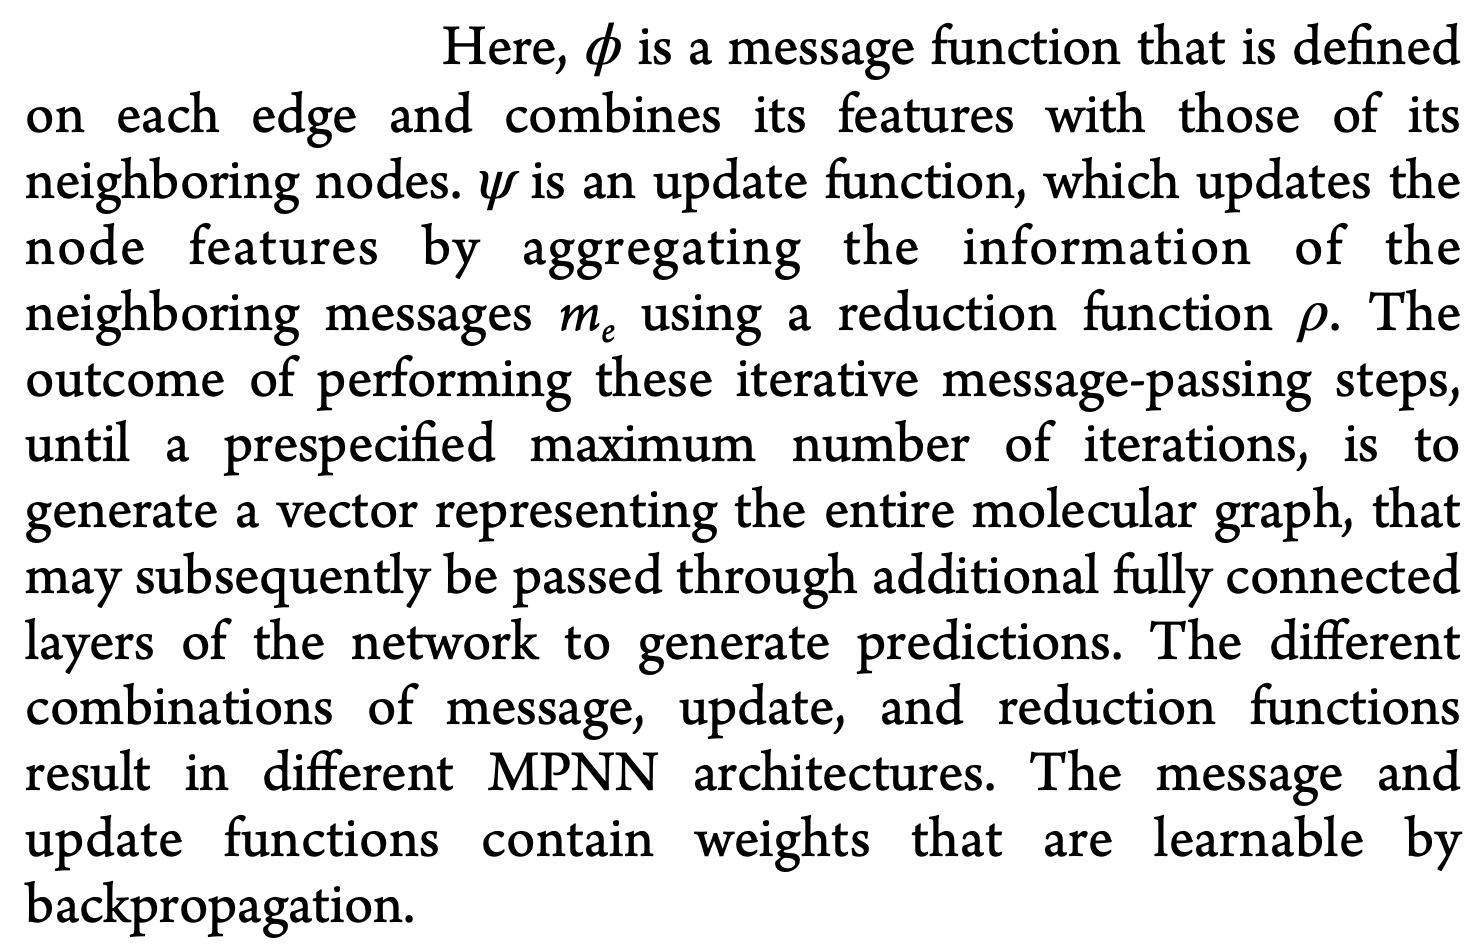 Here, ϕ is a message function that is defined
on each edge and combines its features with those of its
neighboring nodes. ψ is an update function, which updates the
node features by aggregating the information of the
neighboring messages mₑ using a reduction function ρ. The
outcome of performing these iterative message-passing steps,
until a prespecified maximum number of iterations, is to
generate a vector representing the entire molecular graph, that
may subsequently be passed through additional fully connected
layers of the network to generate predictions. The different
combinations of message, update, and reduction functions
result in different MPNN architectures. The message and
update functions contain weights that are learnable by
backpropagation.